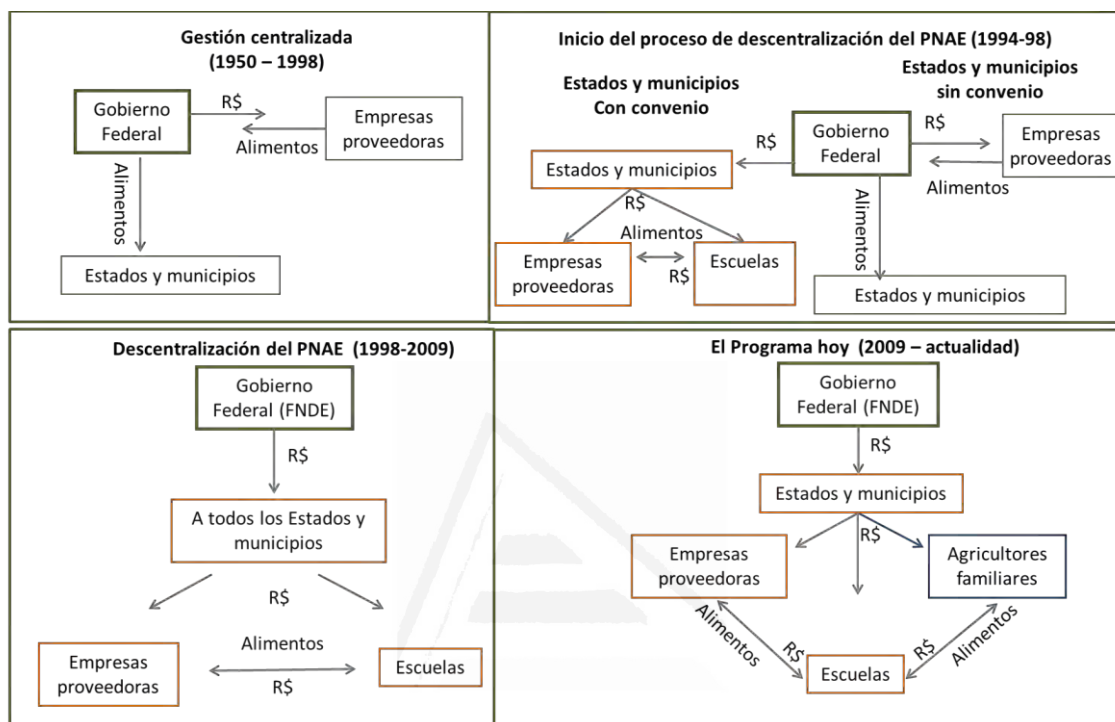 Gestión centralizada
(1950 – 1998)
Gobierno
Federal
R$
Alimentos
Empresas
proveedoras
Alimentos
Estados y municipios
Inicio del proceso de descentralización del PNAE (1994-98)
Estados y municipios
Con convenio
Estados y municipios
sin convenio
Gobierno
Federal
R$
R$
Empresas
proveedoras
Alimentos
Estados y municipios
R$
Alimentos
R$
Empresas
proveedoras
Escuelas
Alimentos
Estados y municipios
Descentralización del PNAE (1998-2009)
Gobierno
Federal (FNDE)
R$
A todos los Estados y
municipios
R$
Alimentos
R$
Empresas
proveedoras
Escuelas
El Programa hoy (2009 – actualidad)
Gobierno
Federal (FNDE)
R$
Estados y municipios
R$
Empresas
proveedoras
Agricultores
familiares
Alimentos
R$
R$
Alimentos
Escuelas